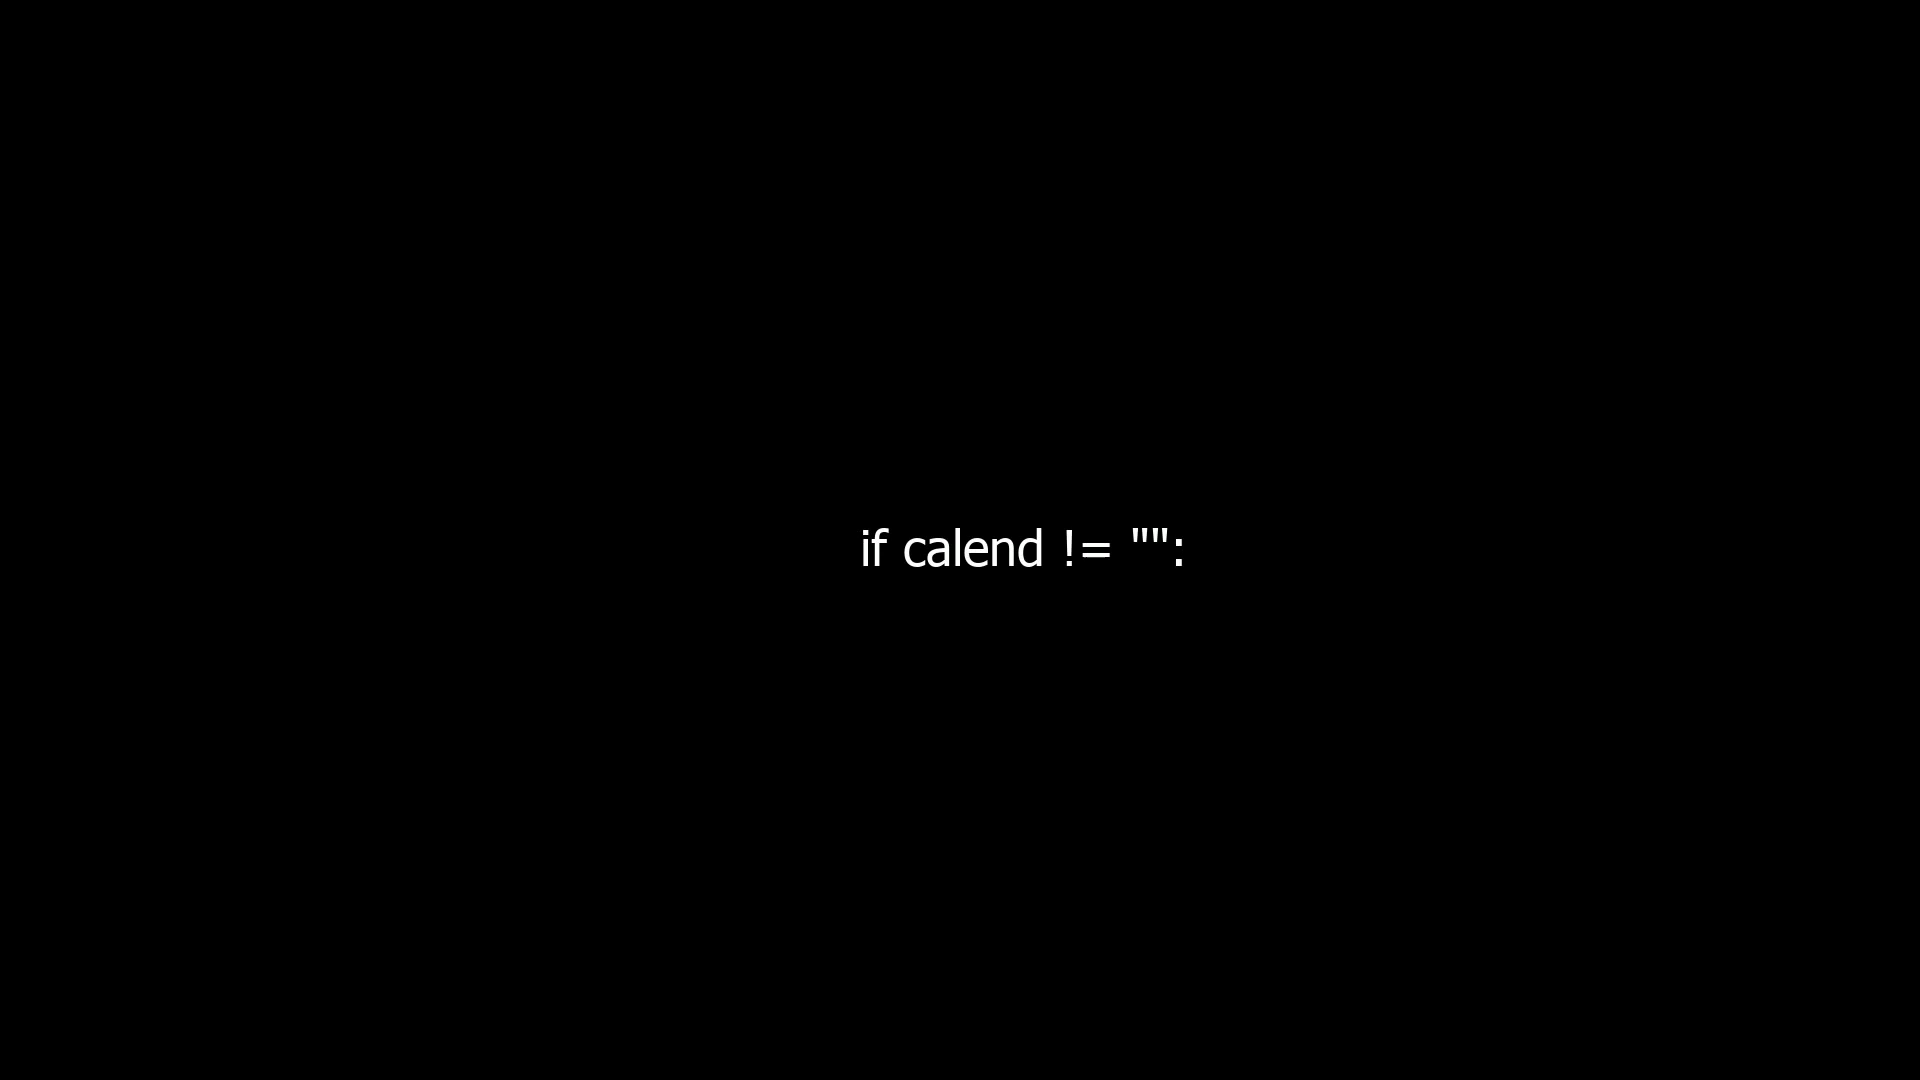 if calend != "":